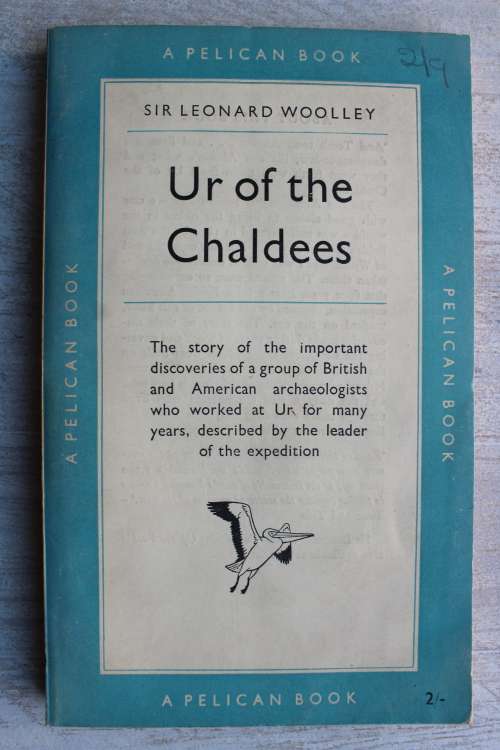 A PELICAN BOOK
2/9
SIR LEONARD WOOLLEY
Ur of the
Chaldees
A PELICAN BOOK
A PELICAN BOOK
The story of the important
discoveries of a group of British
and American archaeologists
who worked at Ur for many
years, described by the leader
of the expedition
A PELICAN BOOK
2/-